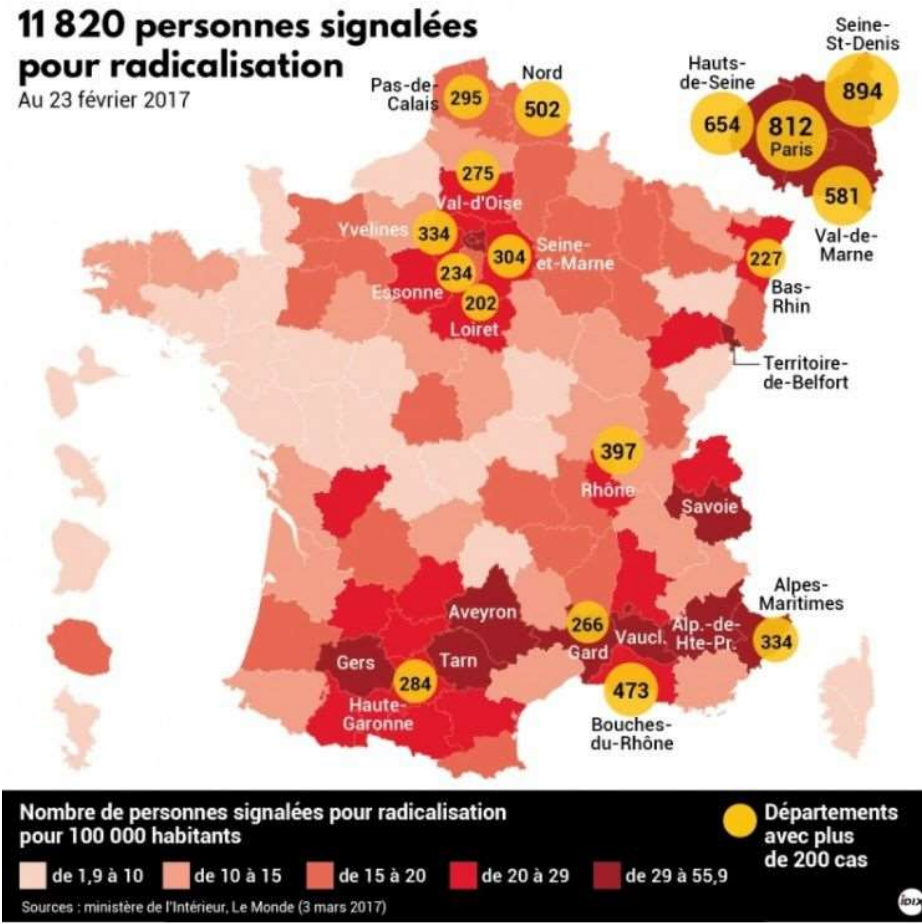 11 820 personnes signalées
pour radicalisation
Au 23 février 2017
Pas-de-
Calais
295
Nord
502
Hauts-
de-Seine
654
Seine-
St-Denis
894
812
Paris
581
Val-de-
Marne
275
Val-d'Oise
Yvelines
334
304
Seine-
et-Marne
234
Essonne
202
Loiret
227
Bas-
Rhin
Territoire-
de-Belfort
397
Rhône
Savoie
Aveyron
266
Gard
Vaucl.
Alp.-de-
Hte-Pr.
Alpes-
Maritimes
334
Gers
Tarn
284
Haute-
Garonne
473
Bouches-
du-Rhône
Nombre de personnes signalées pour radicalisation
pour 100 000 habitants
de 1,9 à 10
de 10 à 15
de 15 à 20
de 20 à 29
de 29 à 55,9
Départements
avec plus
de 200 cas
Sources : ministère de l'Intérieur, Le Monde (3 mars 2017)
idix